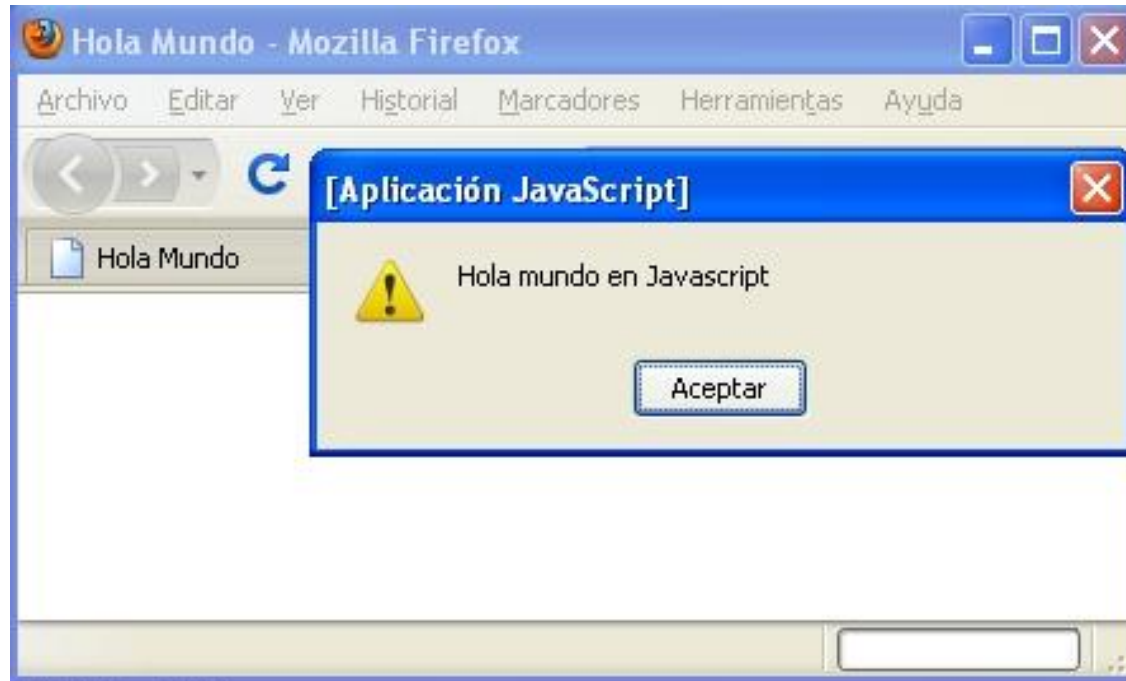 Hola Mundo - Mozilla Firefox
Archivo Editar Ver Historial Marcadores Herramientas Ayuda
[Aplicación JavaScript]
Hola Mundo
Hola mundo en Javascript
Aceptar